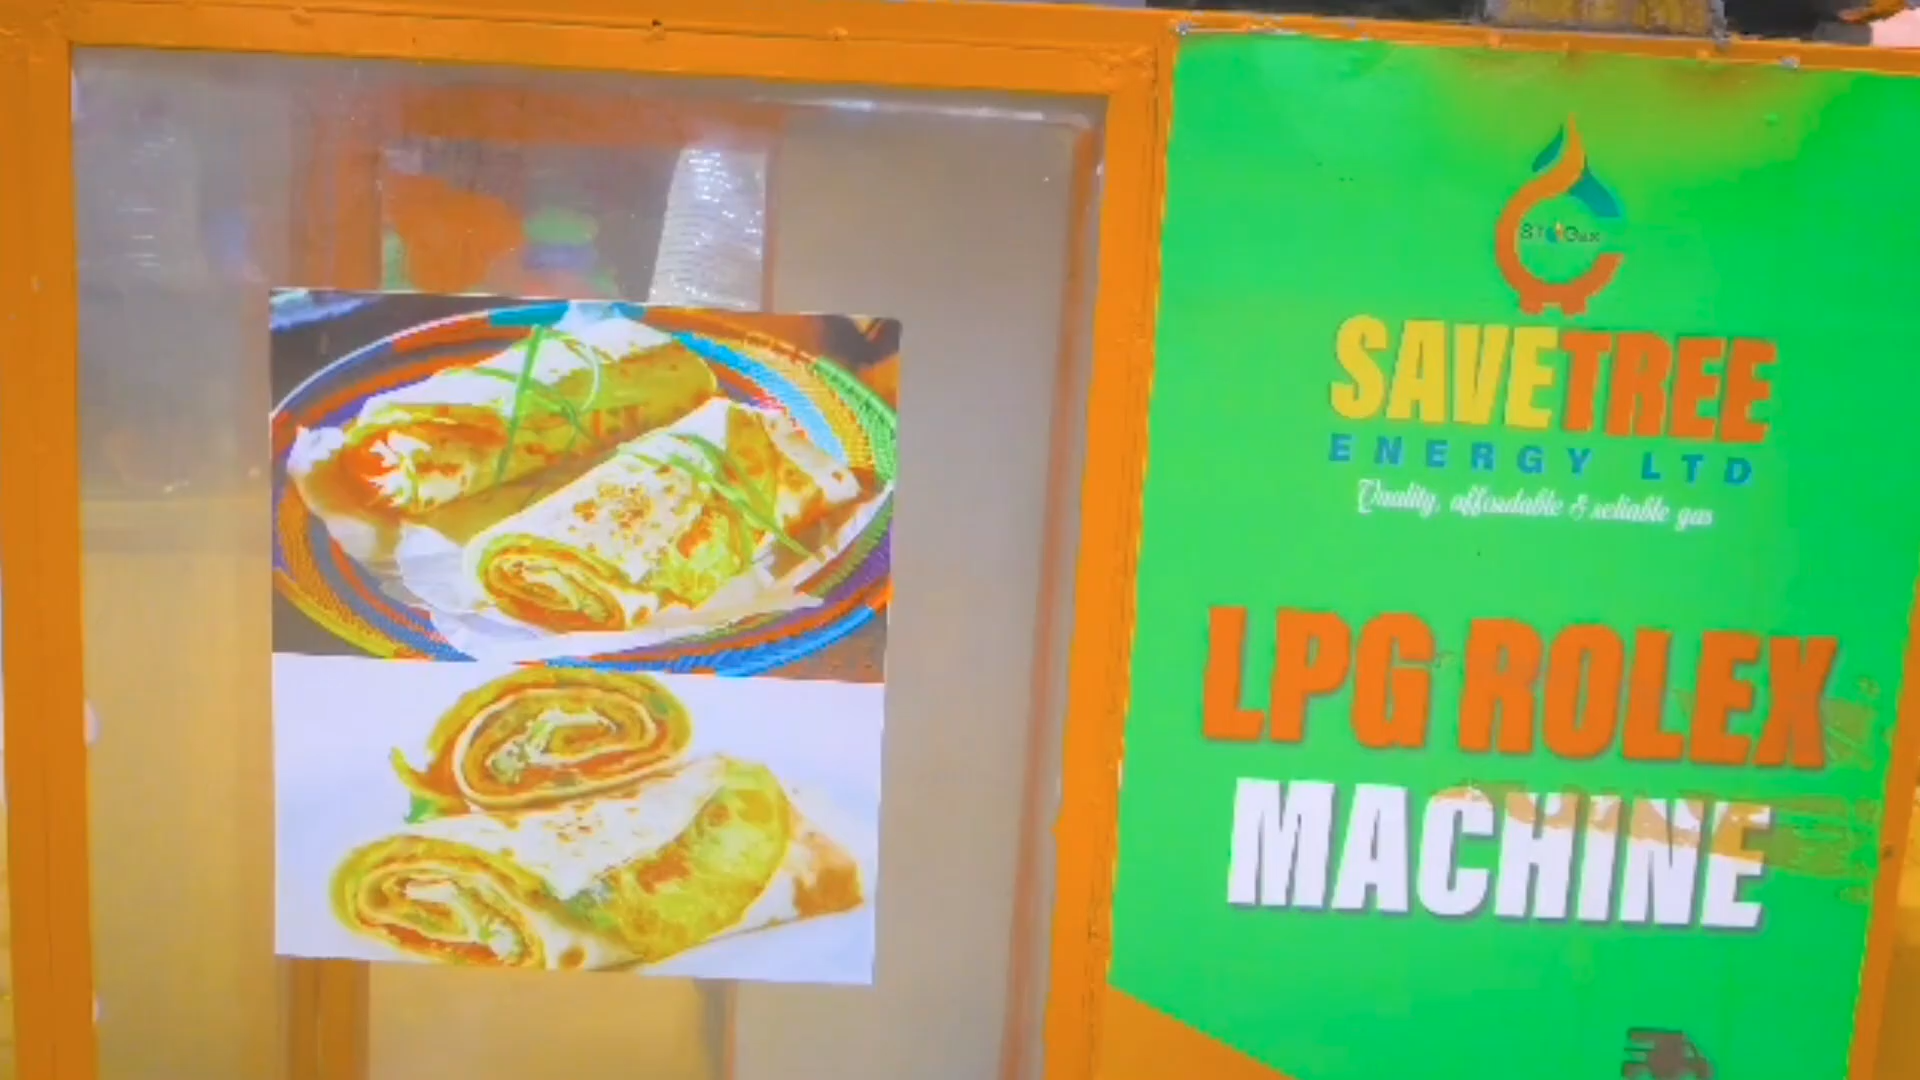 SAVETREE
ENERGY LTD
Quality, affordable & reliable gas
LPG ROLEX
MACHINE